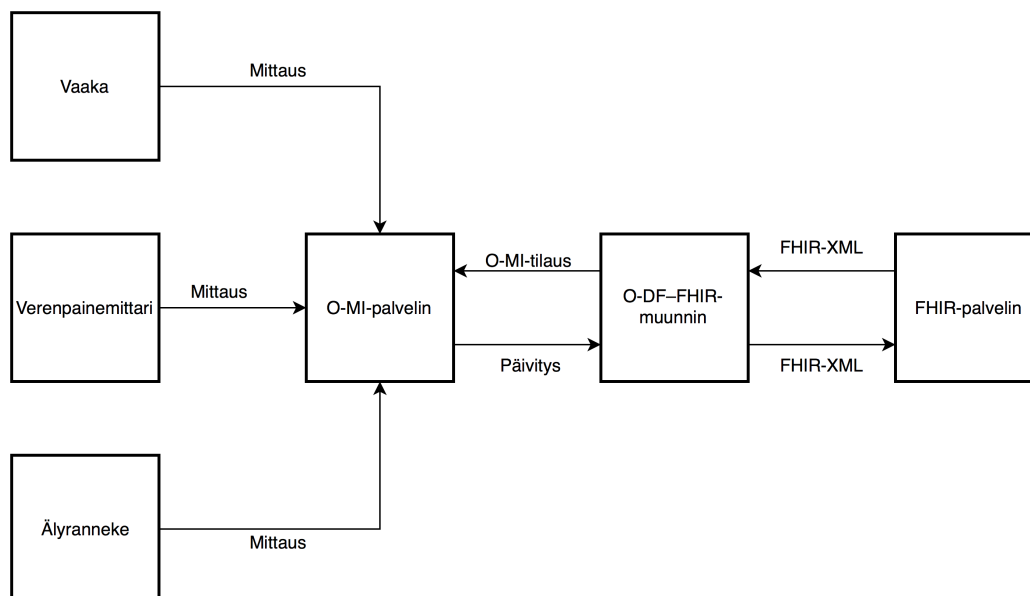 Vaaka
Mittaus
Verenpainemittari
Mittaus
O-MI-palvelin
O-MI-tilaus
Päivitys
O-DF–FHIR-
muunnin
FHIR-XML
FHIR-XML
FHIR-palvelin
Älyranneke
Mittaus